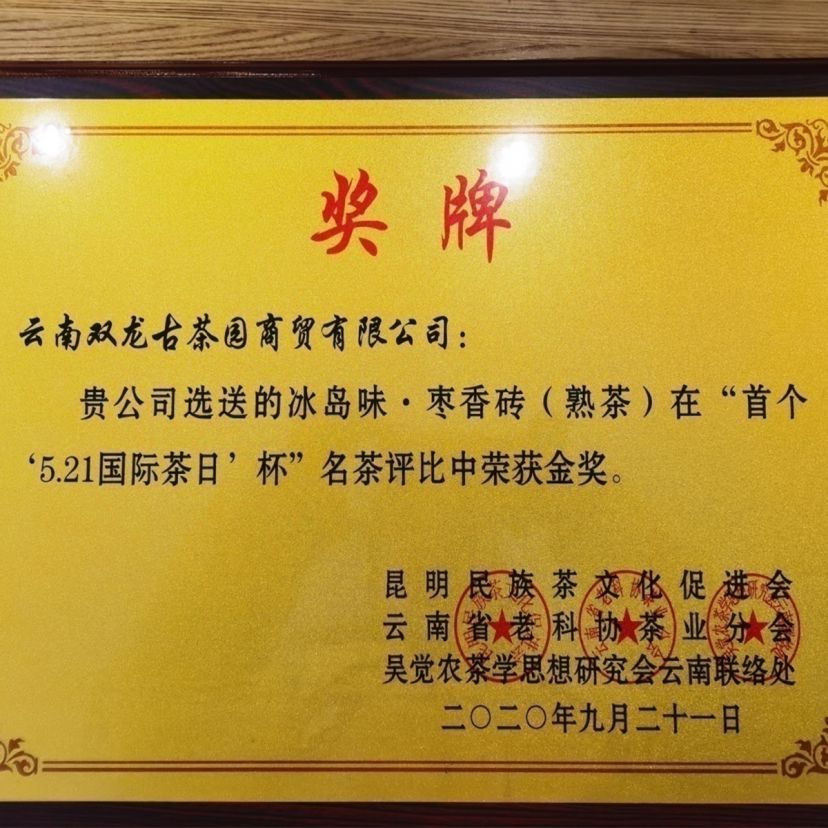 奖牌
云南双龙古茶园商贸有限公司：
贵公司选送的冰岛味·枣香砖（熟茶）在“首个
‘5.21国际茶日’杯”名茶评比中荣获金奖。
昆明民族茶文化促进会
云南省老科协茶业分会
吴觉农茶学思想研究会云南联络处
二〇二〇年九月二十一日